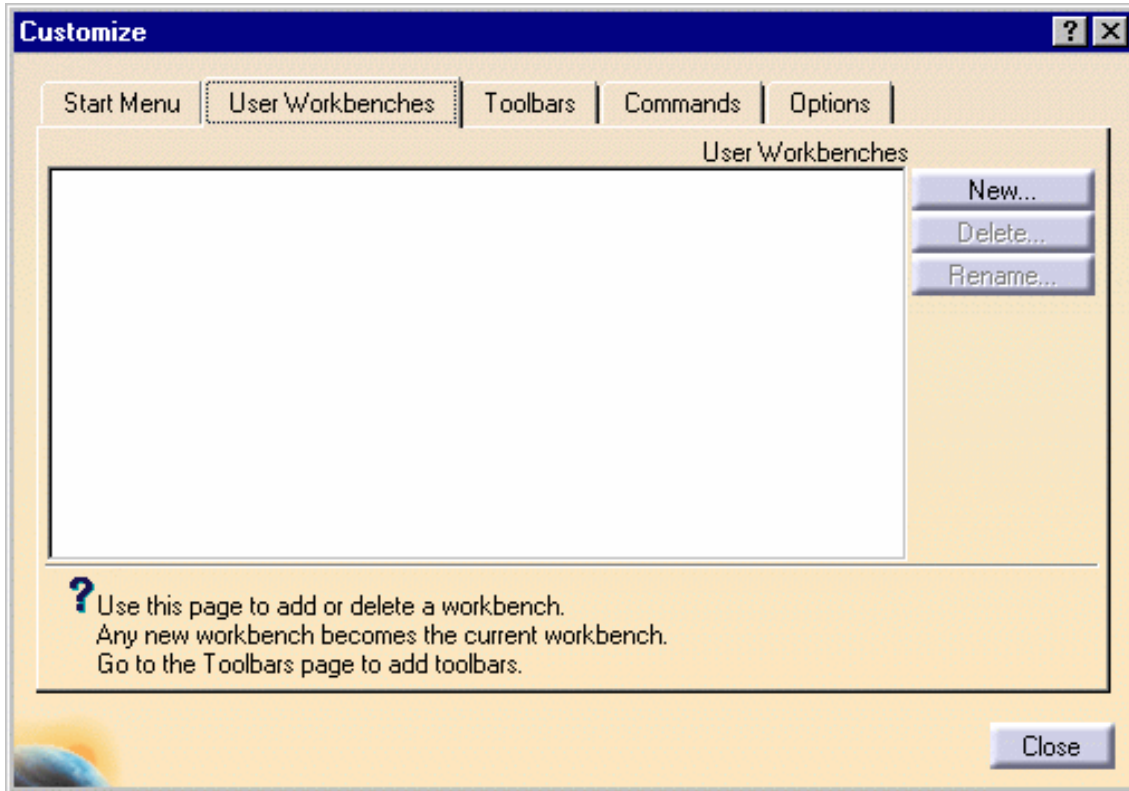 Customize
Start Menu
User Workbenches
Toolbars
Commands
Options
User Workbenches
New...
Delete...
Rename...
? Use this page to add or delete a workbench.
Any new workbench becomes the current workbench.
Go to the Toolbars page to add toolbars.
Close